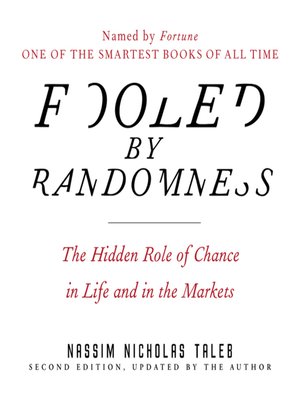 Named by Fortune
ONE OF THE SMARTEST BOOKS OF ALL TIME
FOOLED
BY
RANDOMNESS
The Hidden Role of Chance
in Life and in the Markets
NASSIM NICHOLAS TALEB
SECOND EDITION, UPDATED BY THE AUTHOR